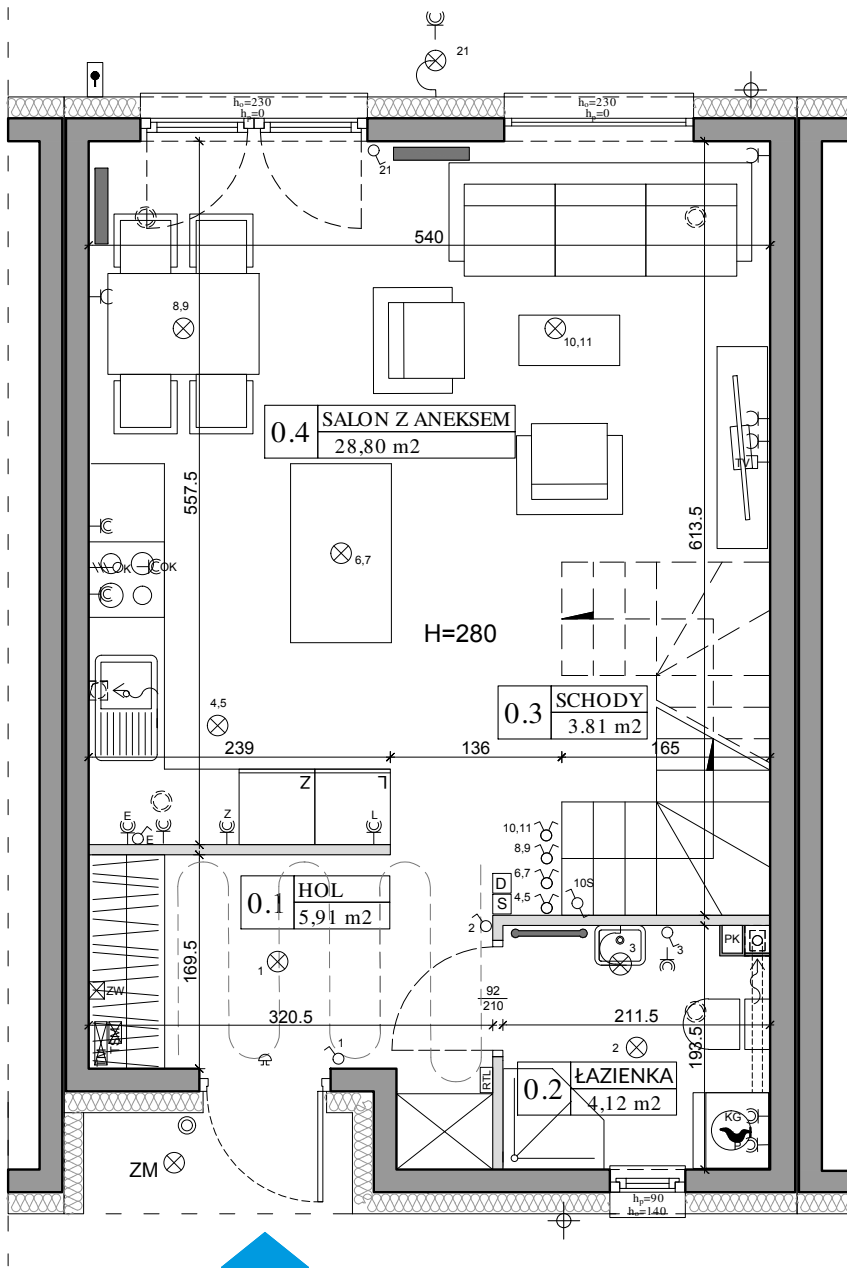 21
hₒ=230
hₚ=0
hₒ=230
hₚ=0
21
540
8,9
10,11
0.4
SALON Z ANEKSEM
28,80 m2
TV
557.5
613.5
OK
OK
6,7
H=280
4,5
0.3
SCHODY
3.81 m2
239
136
165
Z
L
E
E
Z
L
10,11
8,9
6,7
4,5
10S
D
S
0.1
HOL
5,91 m2
2
3
3
PK
1
169.5
ZW
92
210
320.5
211.5
193.5
1
2
RTL
0.2
ŁAZIENKA
4,12 m2
KG
P
ZM
hₚ=90
hₒ=140